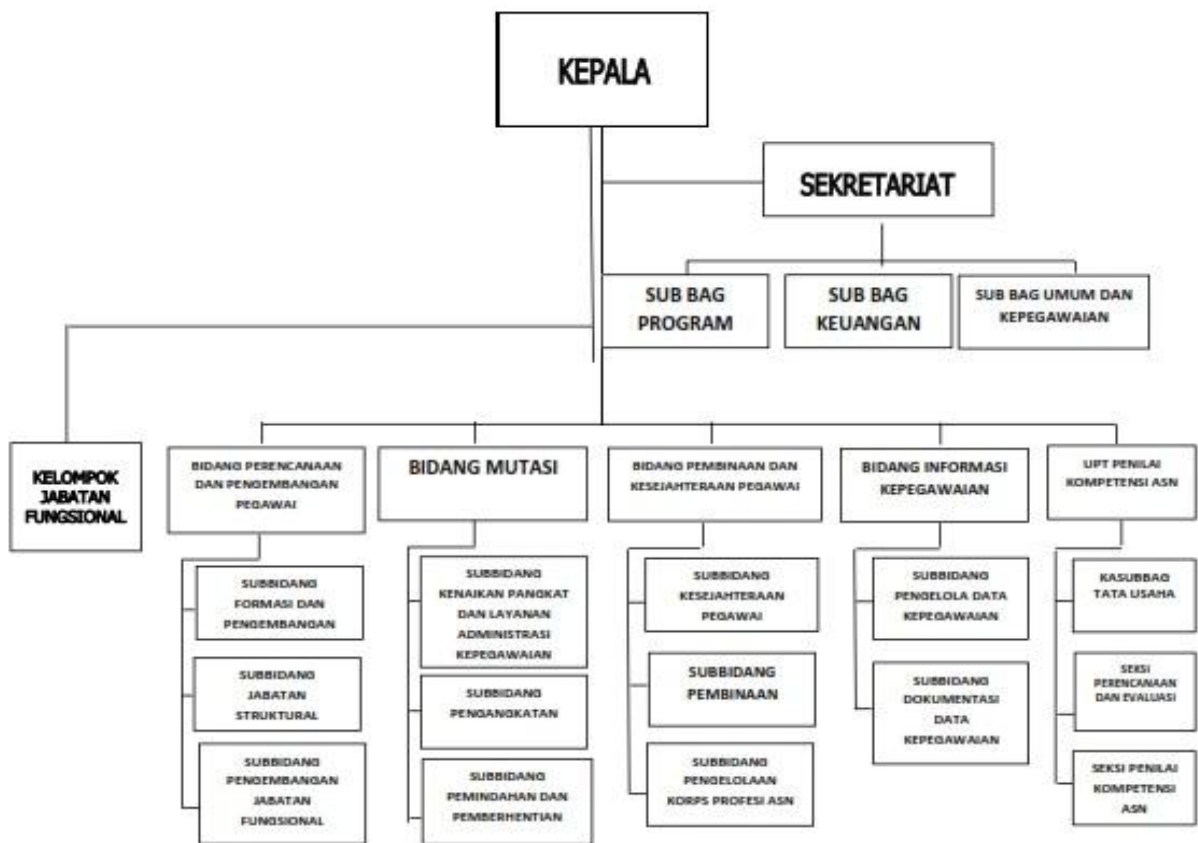 KEPALA
SEKRETARIAT
SUB BAG
PROGRAM
SUB BAG
KEUANGAN
SUB BAG UMUM DAN
KEPEGAWAIAN
KELOMPOK
JABATAN
FUNGSIONAL
BIDANG PERENCANAAN
DAN PENGEMBANGAN
PEGAWAI
SUBBIDANG
FORMASI DAN
PENGEMBANGAN
SUBBIDANG
JABATAN
STRUKTURAL
SUBBIDANG
PENGEMBANGAN
JABATAN
FUNGSIONAL
BIDANG MUTASI
SUBBIDANG
KENAIKAN PANGKAT
DAN LAYANAN
ADMINISTRASI
KEPEGAWAIAN
SUBBIDANG
PENGANGKATAN
SUBBIDANG
PEMINDAHAN DAN
PEMBERHENTIAN
BIDANG PEMBINAAN DAN
KESEJAHTERAAN PEGAWAI
SUBBIDANG
KESEJAHTERAAN
PEGAWAI
SUBBIDANG
PEMBINAAN
SUBBIDANG
PENGELOLAAN
KORPS PROFESI ASN
BIDANG INFORMASI
KEPEGAWAIAN
SUBBIDANG
PENGELOLA DATA
KEPEGAWAIAN
SUBBIDANG
DOKUMENTASI
DATA
KEPEGAWAIAN
UPT PENILAI
KOMPETENSI ASN
KASUBBAG
TATA USAHA
SEKSI
PERENCANAAN
DAN EVALUASI
SEKSI PENILAI
KOMPETENSI
ASN